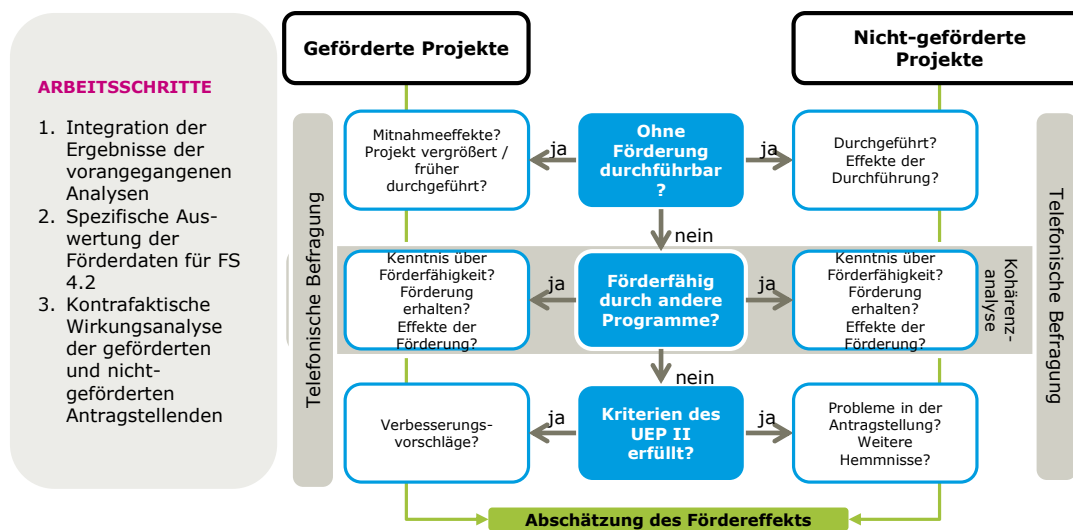 ARBEITSSCHRITTE
1. Integration der
Ergebnisse der
vorangegangenen
Analysen
2. Spezifische Aus-
wertung der
Förderdaten für FS
4.2
3. Kontrafaktische
Wirkungsanalyse
der geförderten
und nicht-
geförderten
Antragstellenden
Geförderte Projekte
Nicht-geförderte
Projekte
Telefonische Befragung
Mitnahmeeffekte?
Projekt vergrößert /
früher
durchgeführt?
ja
Ohne
Förderung
durchführbar
?
ja
Durchgeführt?
Effekte der
Durchführung?
nein
Kenntnis über
Förderfähigkeit?
Förderung
erhalten?
Effekte der
Förderung?
ja
Förderfähig
durch andere
Programme?
ja
Kenntnis über
Förderfähigkeit?
Förderung
erhalten?
Effekte der
Förderung?
Kohärenz-
analyse
nein
Verbesserungs-
vorschläge?
ja
Kriterien des
UEP II
erfüllt?
ja
Probleme in der
Antragstellung?
Weitere
Hemmnisse?
Telefonische Befragung
Abschätzung des Fördereffekts